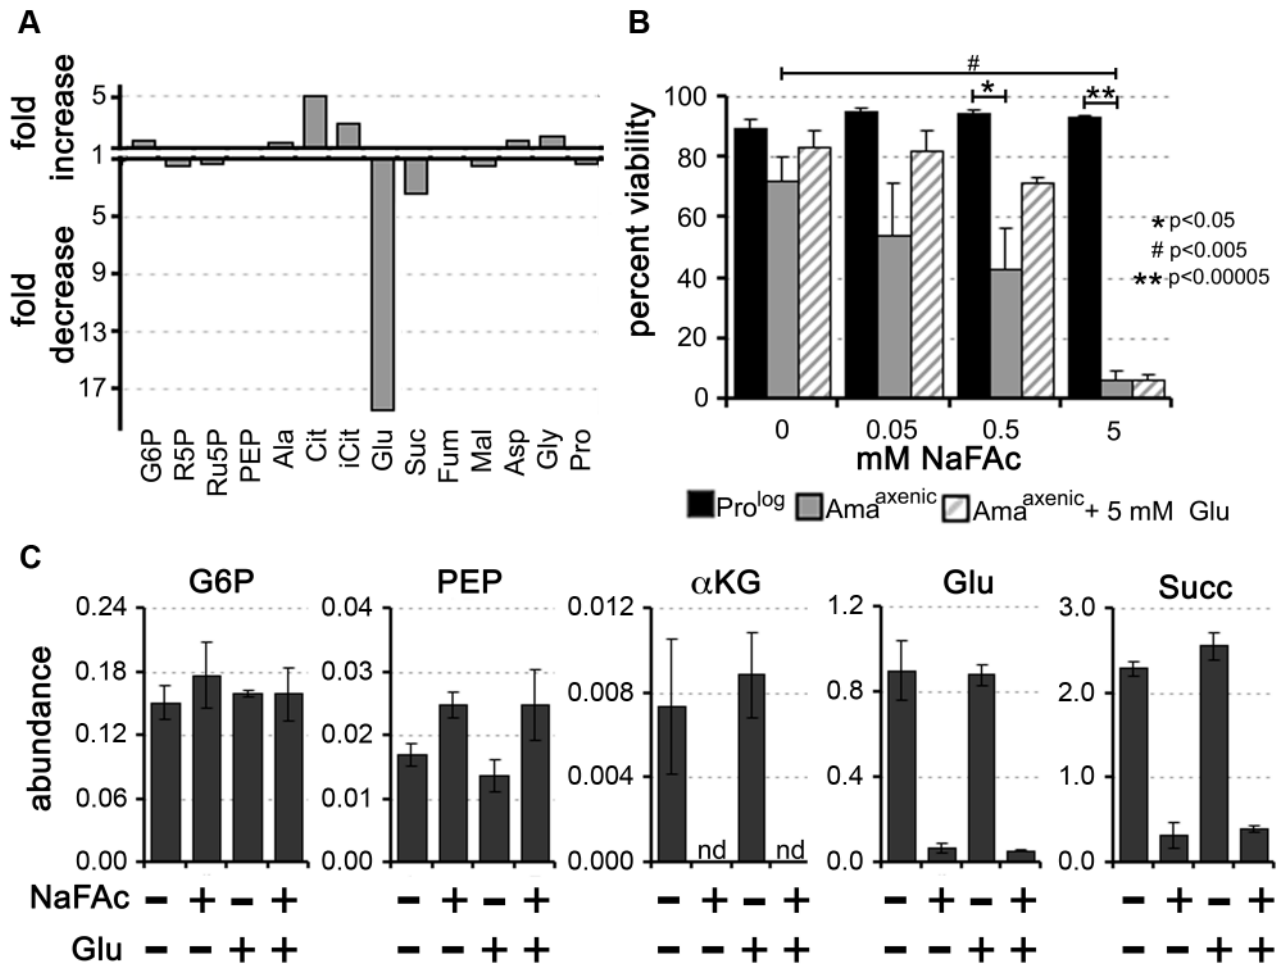 A
fold
increase
fold
decrease
5
1
5
9
13
17
G6P
R5P
Ru5P
PEP
Ala
Cit
iCit
Glu
Suc
Fum
Mal
Asp
Gly
Pro
B
percent viability
100
80
60
40
20
0
#
*
**
* p<0.05
# p<0.005
** p<0.00005
0 0.05 0.5 5
mM NaFAc
Pro^log Ama^axenic Ama^axenic + 5 mM Glu
C
abundance
G6P
0.24
0.18
0.12
0.06
0.00
PEP
0.04
0.03
0.02
0.01
0.00
αKG
0.012
0.008
0.004
0.000
nd nd
Glu
1.2
0.8
0.4
0.0
Succ
3.0
2.0
1.0
0.0
NaFAc − + − + − + − + − + − + − + − + − + − +
Glu − − + + − − + + − − + + − − + + − − + +